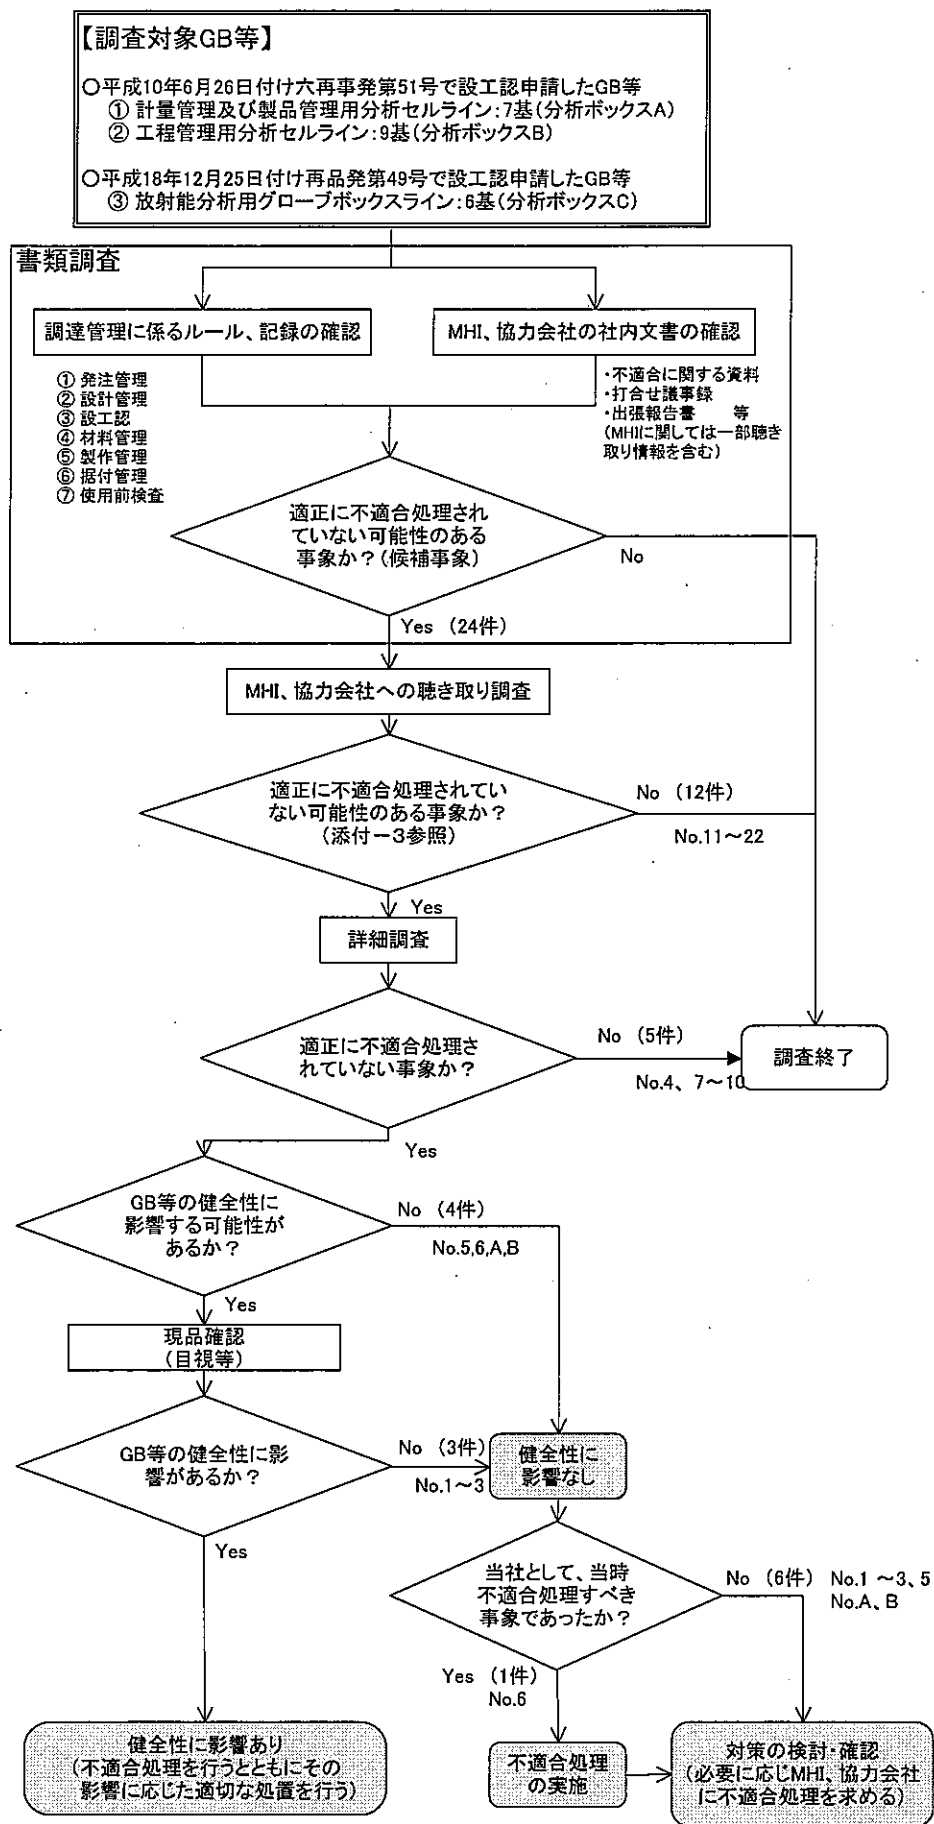 【調査対象GB等】
○平成10年6月26日付け六再事発第51号で設工認申請したGB等
① 計量管理及び製品管理用分析セルライン:7基(分析ボックスA)
② 工程管理用分析セルライン:9基(分析ボックスB)
○平成18年12月25日付け再品発第49号で設工認申請したGB等
③ 放射能分析用グローブボックスライン:6基(分析ボックスC)
書類調査
調達管理に係るルール、記録の確認
① 発注管理
② 設計管理
③ 設工認
④ 材料管理
⑤ 製作管理
⑥ 据付管理
⑦ 使用前検査
MHI、協力会社の社内文書の確認
・不適合に関する資料
・打合せ議事録
・出張報告書 等
(MHIに関しては一部聴き
取り情報を含む)
適正に不適合処理され
ていない可能性のある
事象か?(候補事象)
No
Yes (24件)
MHI、協力会社への聴き取り調査
適正に不適合処理されてい
ない可能性のある事象か?
(添付-3参照)
No (12件)
No.11~22
Yes
詳細調査
適正に不適合処理さ
れていない事象か?
No (5件)
No.4、7~10
調査終了
Yes
GB等の健全性に
影響する可能性が
あるか?
No (4件)
No.5,6,A,B
Yes
現品確認
(目視等)
GB等の健全性に影
響があるか?
No (3件)
No.1~3
健全性に
影響なし
Yes
当社として、当時
不適合処理すべき
事象であったか?
No (6件) No.1 ~3、5
No.A、B
Yes (1件)
No.6
健全性に影響あり
(不適合処理を行うとともにその
影響に応じた適切な処置を行う)
不適合処理
の実施
対策の検討・確認
(必要に応じMHI、協力会社
に不適合処理を求める)